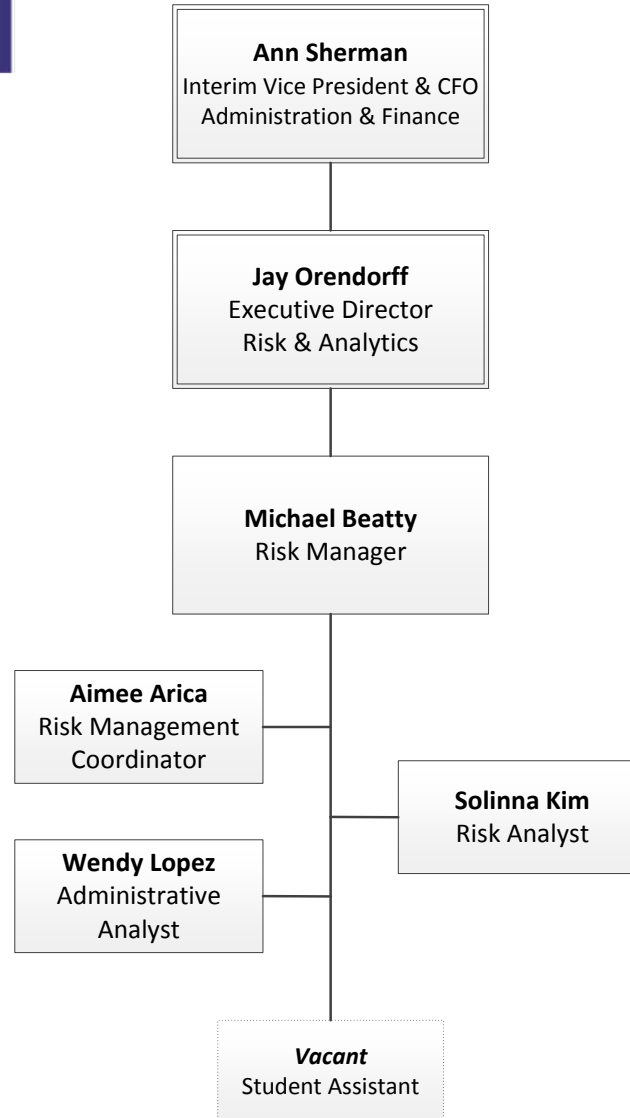 Ann Sherman
Interim Vice President & CFO
Administration & Finance
Jay Orendorff
Executive Director
Risk & Analytics
Michael Beatty
Risk Manager
Aimee Arica
Risk Management
Coordinator
Solinna Kim
Risk Analyst
Wendy Lopez
Administrative
Analyst
Vacant
Student Assistant